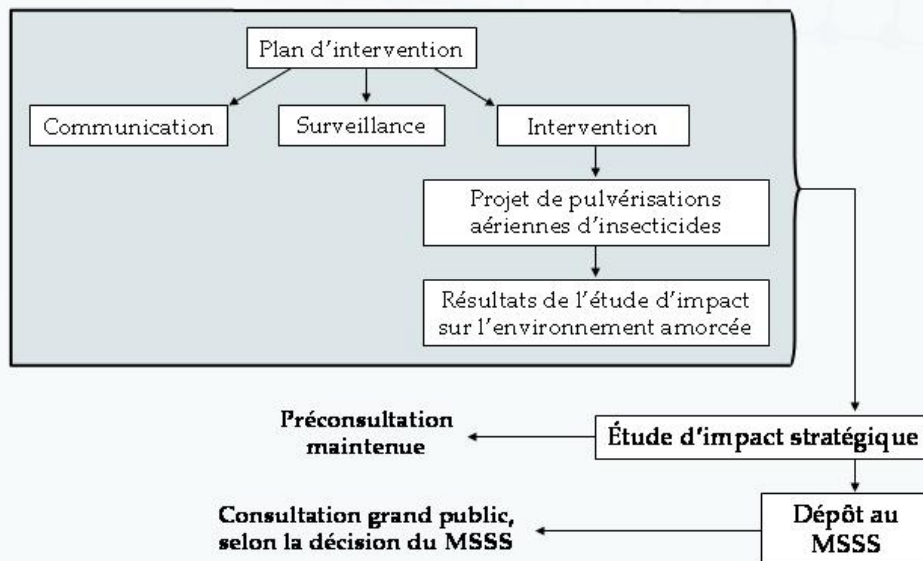 Plan d'intervention
Communication
Surveillance
Intervention
Projet de pulvérisations
aériennes d'insecticides
Résultats de l'étude d'impact
sur l'environnement amorcée
Préconsultation
maintenue
Étude d'impact stratégique
Consultation grand public,
selon la décision du MSSS
Dépôt au
MSSS